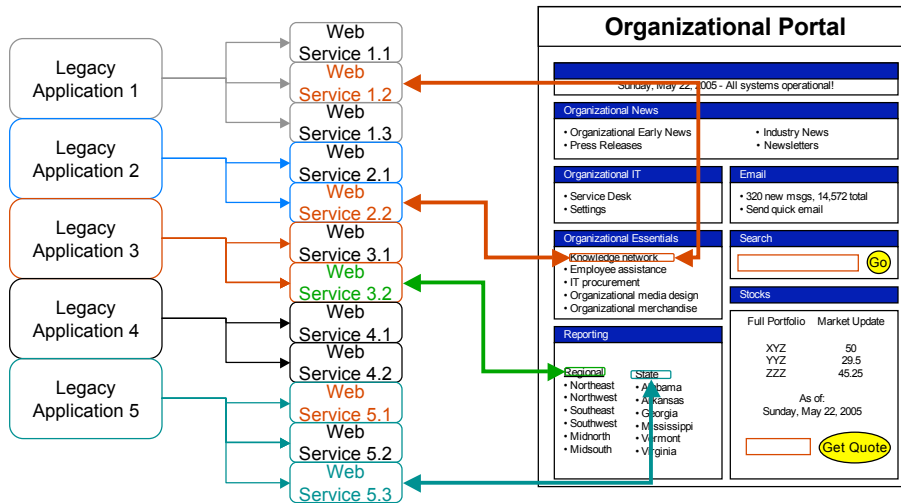 Legacy
Application 1
Legacy
Application 2
Legacy
Application 3
Legacy
Application 4
Legacy
Application 5
Web
Service 1.1
Web
Service 1.2
Web
Service 1.3
Web
Service 2.1
Web
Service 2.2
Web
Service 3.1
Web
Service 3.2
Web
Service 4.1
Web
Service 4.2
Web
Service 5.1
Web
Service 5.2
Web
Service 5.3
Organizational Portal
Sunday, May 22, 2005 - All systems operational!
Organizational News
• Organizational Early News
• Press Releases
• Industry News
• Newsletters
Organizational IT
• Service Desk
• Settings
Email
• 320 new msgs, 14,572 total
• Send quick email
Organizational Essentials
• Knowledge network
• Employee assistance
• IT procurement
• Organizational media design
• Organizational merchandise
Search
Go
Stocks
Full Portfolio Market Update
XYZ 50
YYZ 29.5
ZZZ 45.25
As of:
Sunday, May 22, 2005
Get Quote
Reporting
Regional
• Northeast
• Northwest
• Southeast
• Southwest
• Midnorth
• Midsouth
State
• Alabama
• Arkansas
• Georgia
• Mississippi
• Vermont
• Virginia